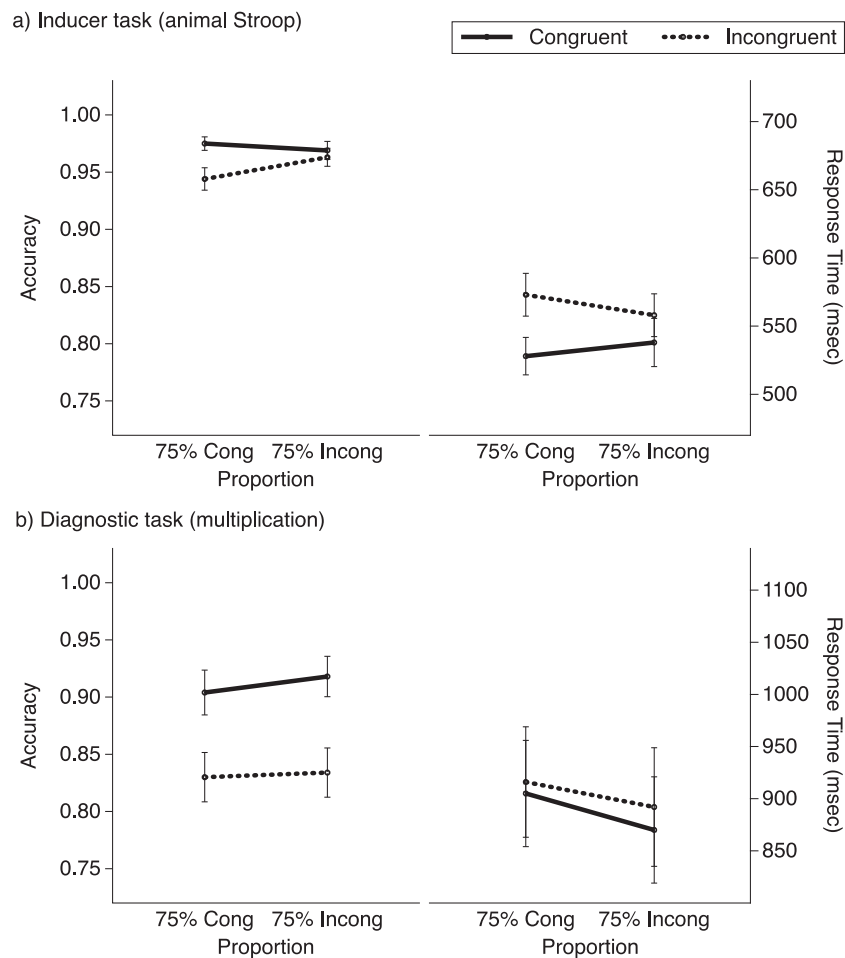 a) Inducer task (animal Stroop)
Congruent Incongruent
1.00
0.95
0.90
0.85
0.80
0.75
Accuracy
700
650
600
550
500
Response Time (msec)
75% Cong 75% Incong
Proportion
75% Cong 75% Incong
Proportion
b) Diagnostic task (multiplication)
1.00
0.95
0.90
0.85
0.80
0.75
Accuracy
1100
1050
1000
950
900
850
Response Time (msec)
75% Cong 75% Incong
Proportion
75% Cong 75% Incong
Proportion